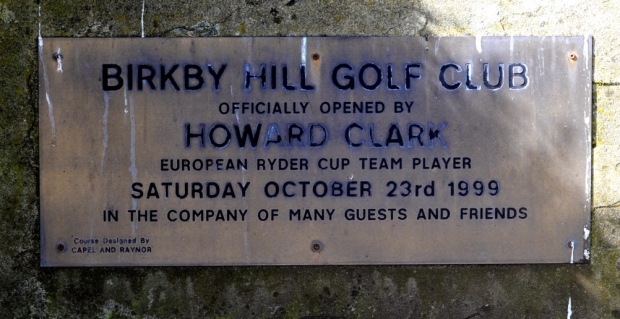 BIRKBY HILL GOLF CLUB
OFFICIALLY OPENED BY
HOWARD CLARK
EUROPEAN RYDER CUP TEAM PLAYER
SATURDAY OCTOBER 23rd 1999
IN THE COMPANY OF MANY GUESTS AND FRIENDS
Course Designed By
CAPEL AND RAYNOR